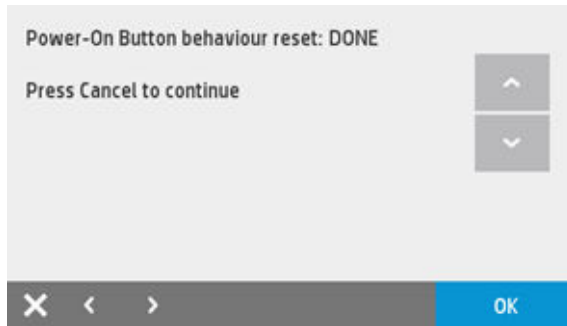 Power-On Button behaviour reset: DONE
Press Cancel to continue
OK